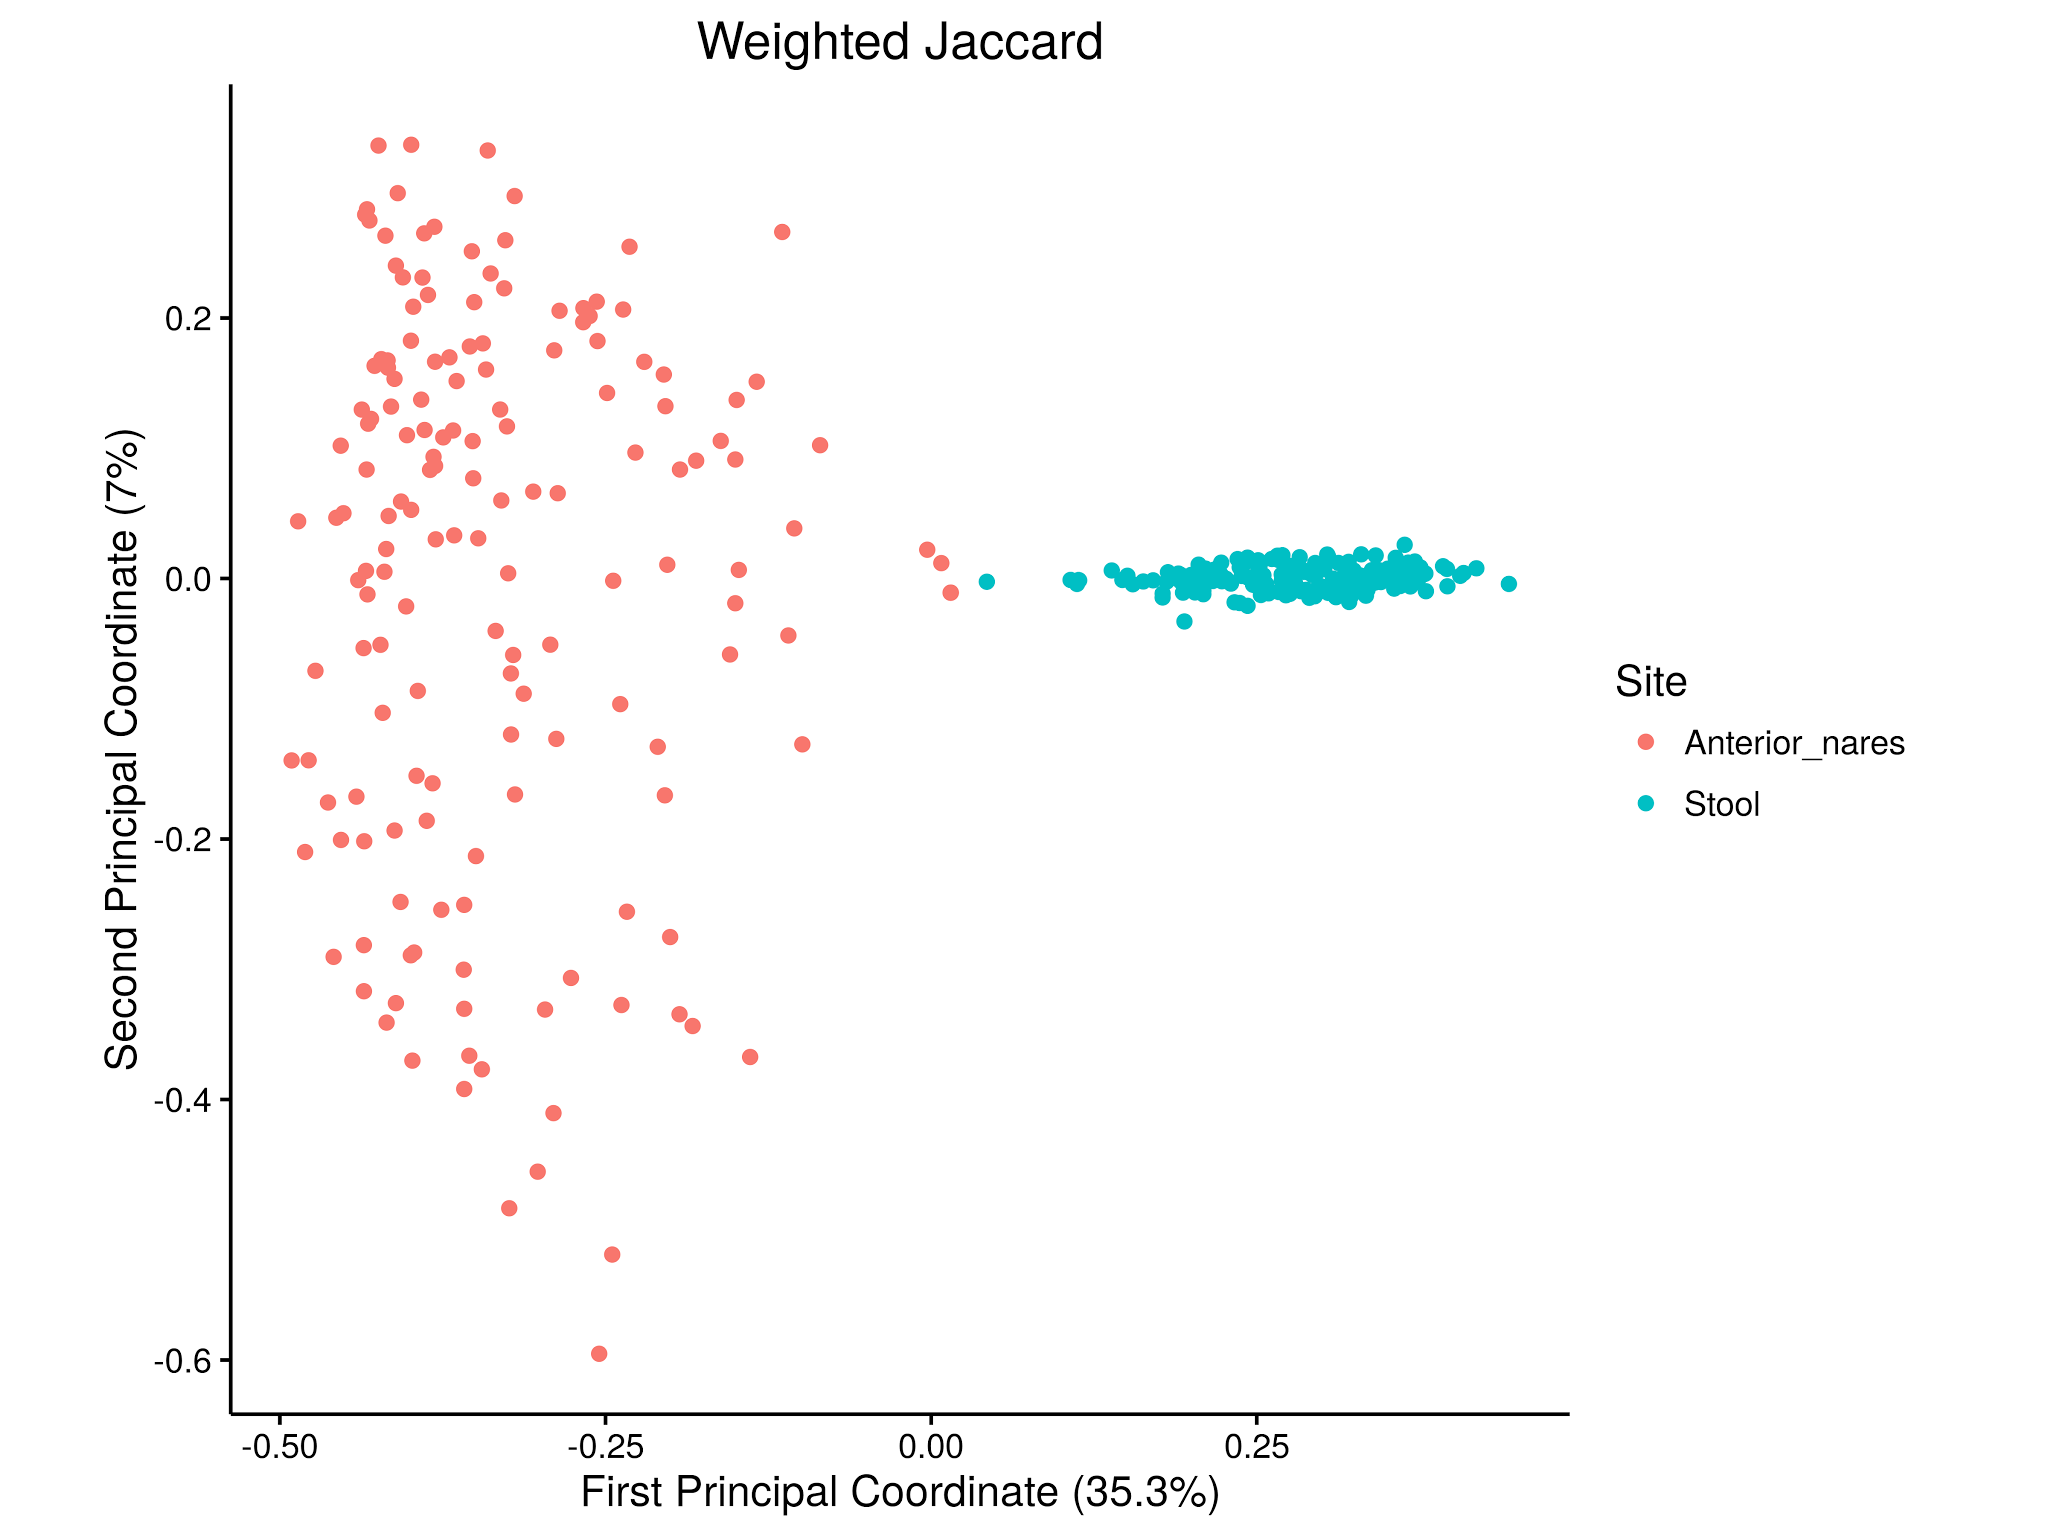 Weighted Jaccard
Second Principal Coordinate (7%)
0.2
0.0
-0.2
-0.4
-0.6
-0.50
-0.25
0.00
0.25
First Principal Coordinate (35.3%)
Site
Anterior_nares
Stool